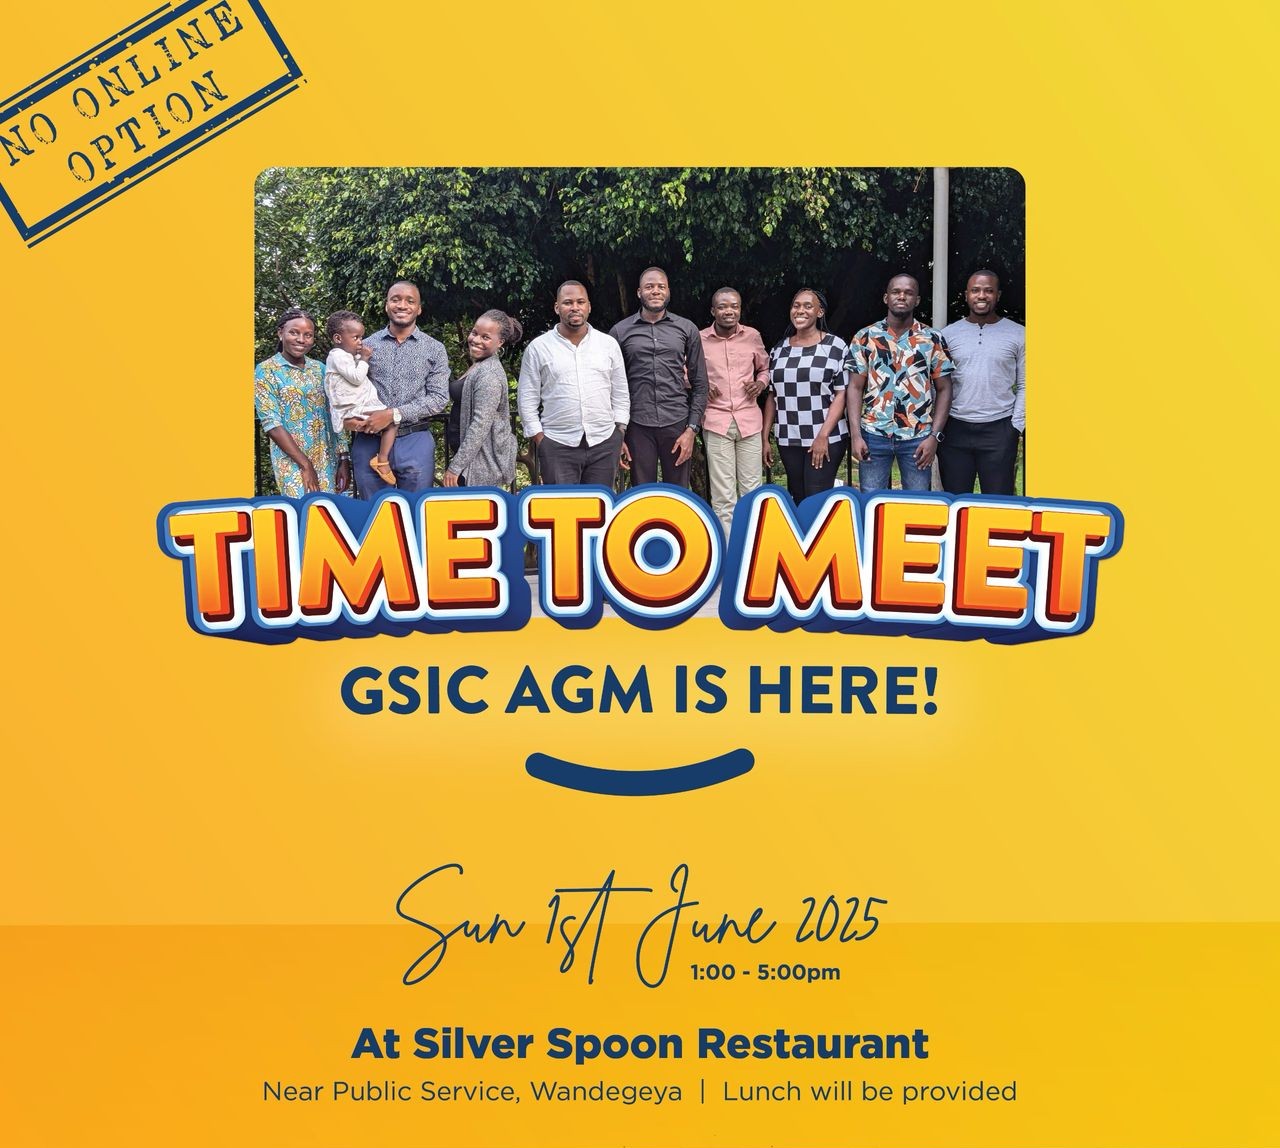 NO ONLINE
OPTION
TIME TO MEET
GSIC AGM IS HERE!
Sun 1st June 2025
1:00 - 5:00pm
At Silver Spoon Restaurant
Near Public Service, Wandegeya | Lunch will be provided